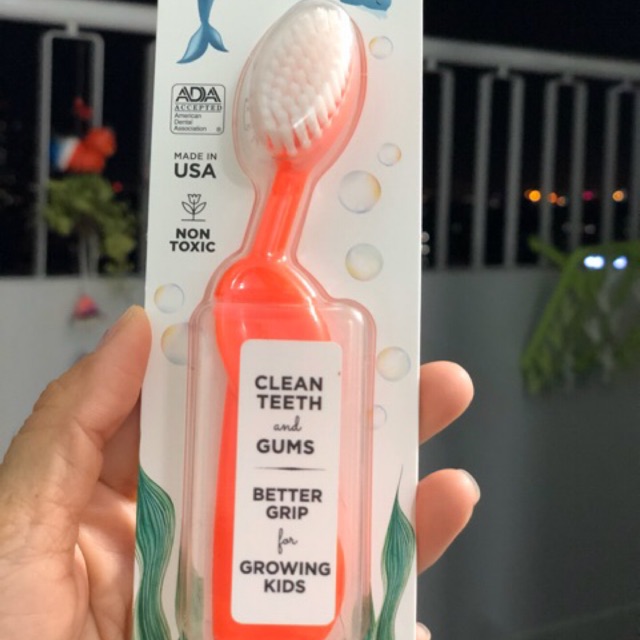 ADA
ACCEPTED
American
Dental
Association
MADE IN
USA
NON
TOXIC
CLEAN
TEETH
and
GUMS
BETTER
GRIP
for
GROWING
KIDS